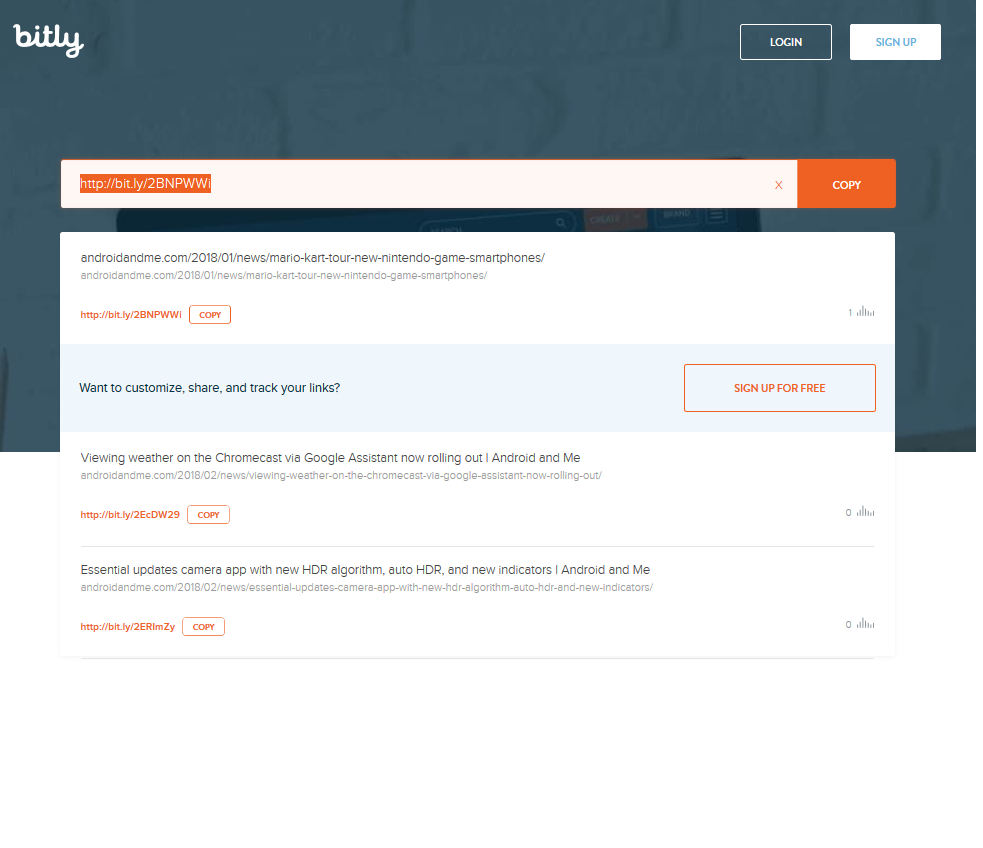 bitly
LOGIN
SIGN UP
http://bit.ly/2BNPWWi
X
COPY
SEARCH
CREATE
BRAND
androidandme.com/2018/01/news/mario-kart-tour-new-nintendo-game-smartphones/
androidandme.com/2018/01/news/mario-kart-tour-new-nintendo-game-smartphones/
http://bit.ly/2BNPWWi COPY
1
Want to customize, share, and track your links?
SIGN UP FOR FREE
Viewing weather on the Chromecast via Google Assistant now rolling out | Android and Me
androidandme.com/2018/02/news/viewing-weather-on-the-chromecast-via-google-assistant-now-rolling-out/
http://bit.ly/2EcDW29 COPY
0
Essential updates camera app with new HDR algorithm, auto HDR, and new indicators | Android and Me
androidandme.com/2018/02/news/essential-updates-camera-app-with-new-hdr-algorithm-auto-hdr-and-new-indicators/
http://bit.ly/2ERImZy COPY
0